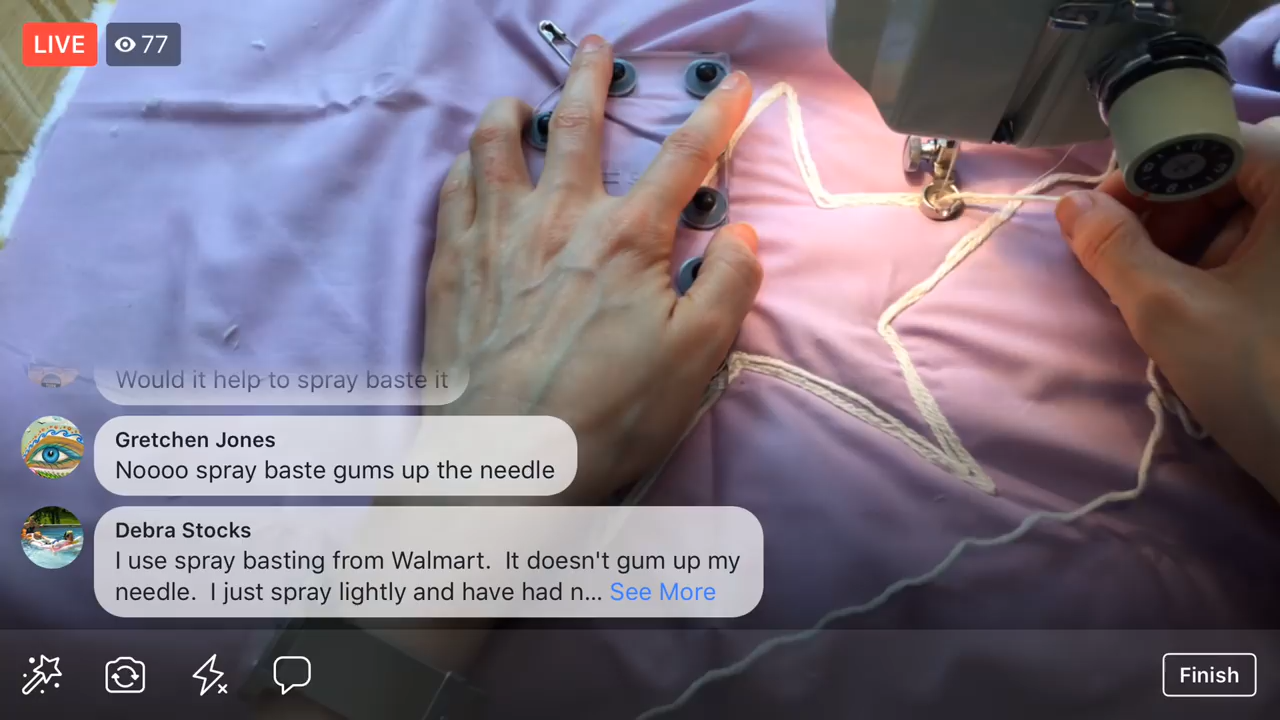 LIVE
77
Would it help to spray baste it
Gretchen Jones
Noooo spray baste gums up the needle
Debra Stocks
I use spray basting from Walmart. It doesn't gum up my
needle. I just spray lightly and have had n... See More
Finish